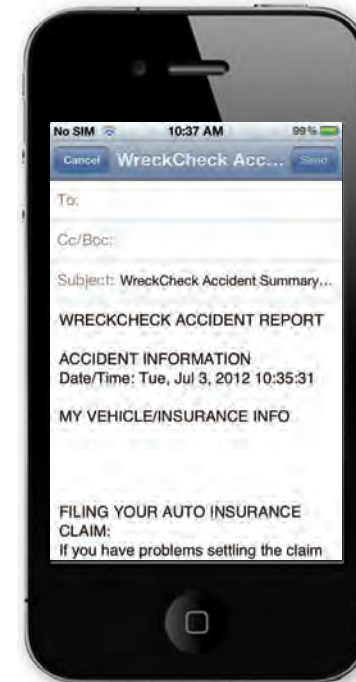 No SIM 10:37 AM 99%
Cancel WreckCheck Acc... Send
To:
Cc/Bcc:
Subject: WreckCheck Accident Summary...
WRECKCHECK ACCIDENT REPORT
ACCIDENT INFORMATION
Date/Time: Tue, Jul 3, 2012 10:35:31
MY VEHICLE/INSURANCE INFO
FILING YOUR AUTO INSURANCE
CLAIM:
If you have problems settling the claim